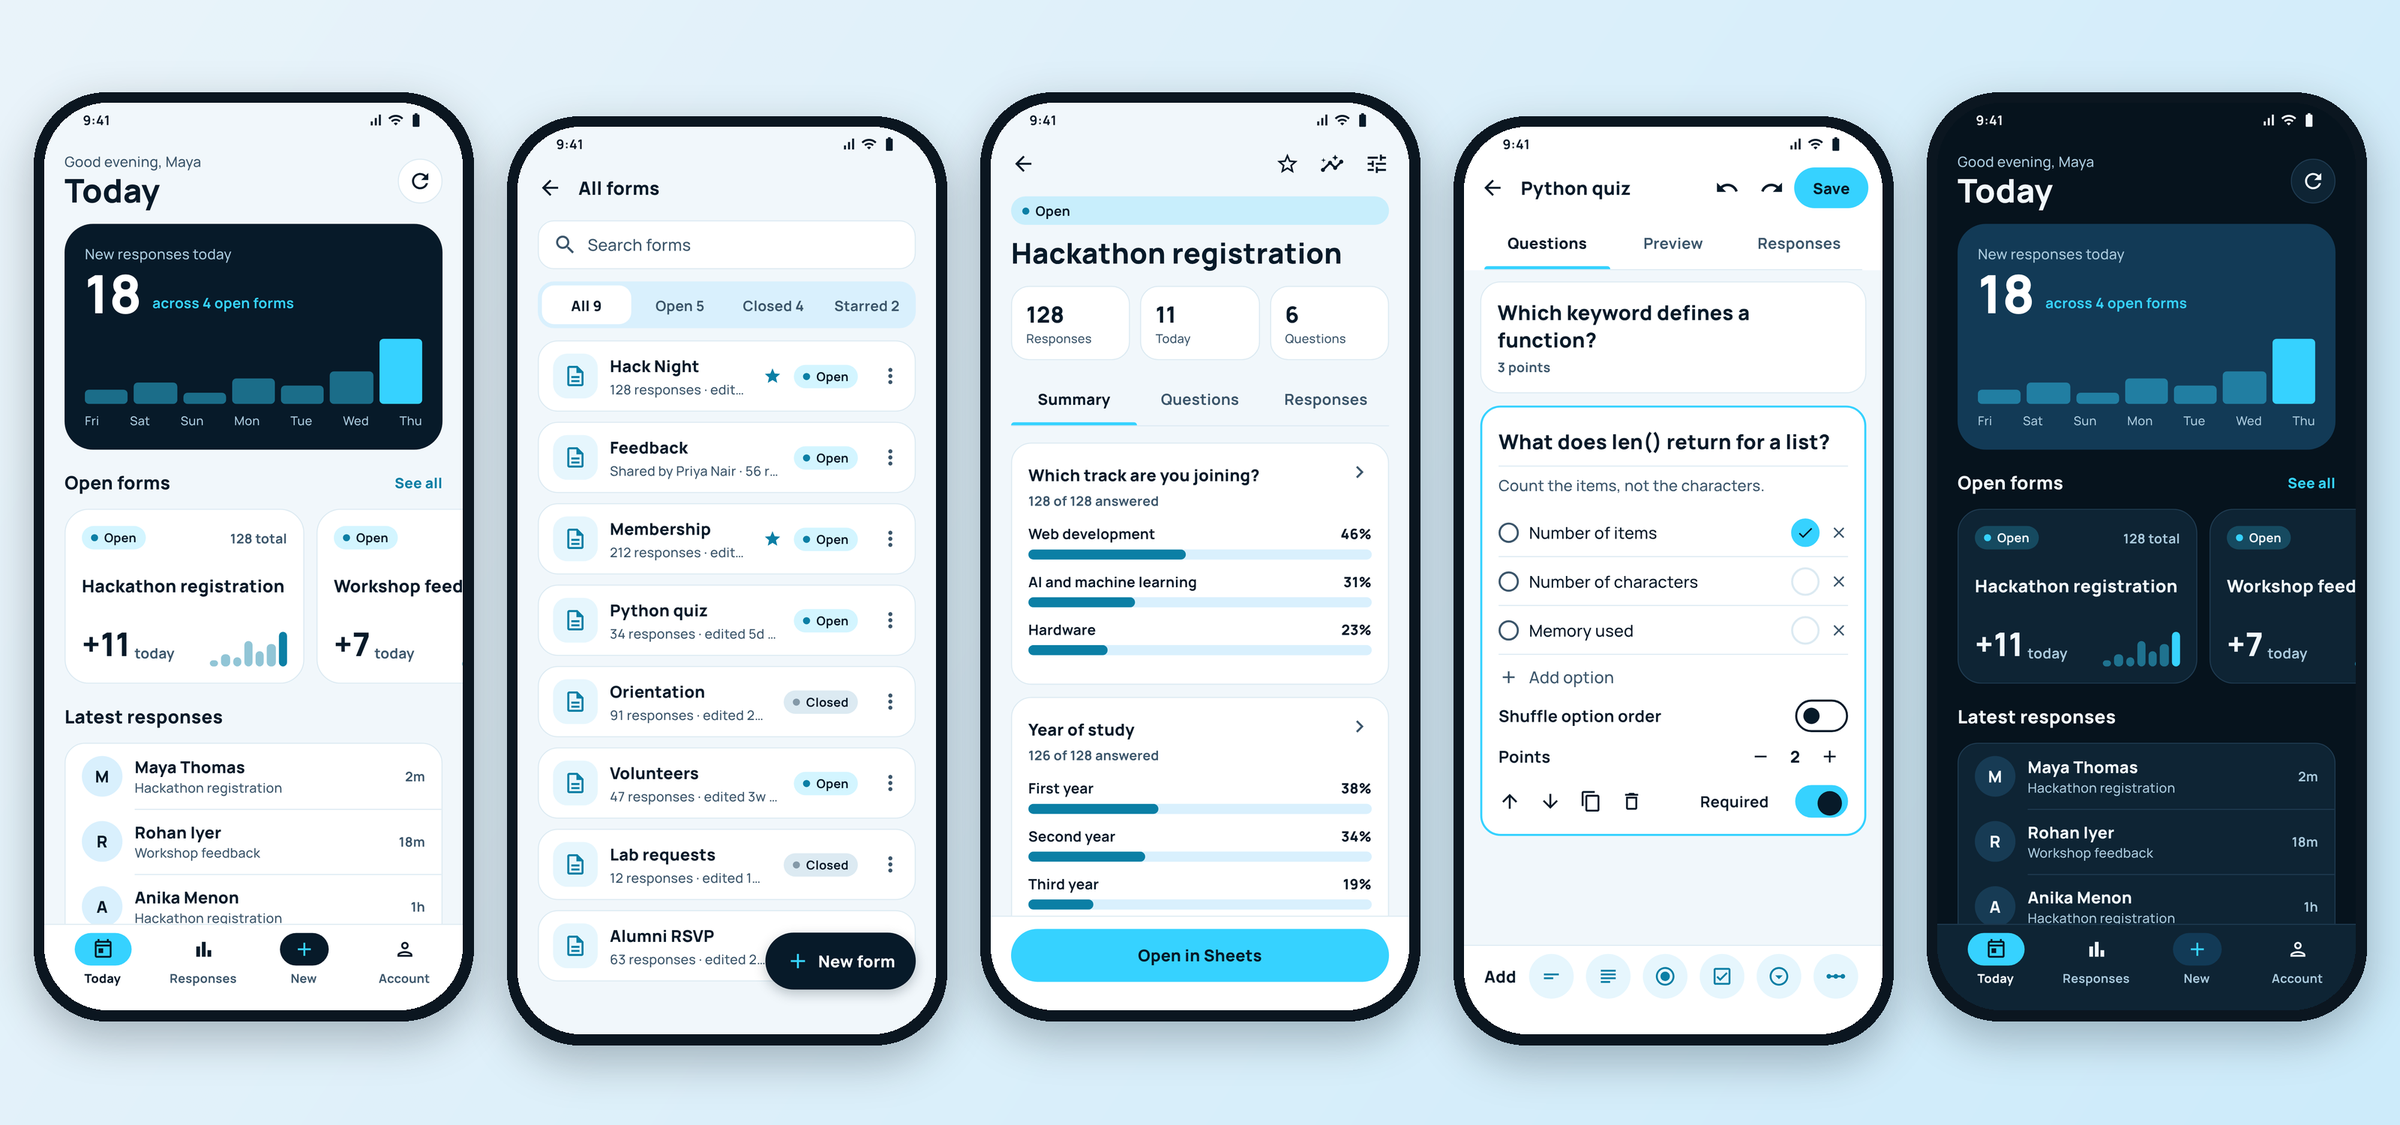 9:41
Good evening, Maya
Today
New responses today
18 across 4 open forms
Fri Sat Sun Mon Tue Wed Thu
Open forms See all
Open 128 total
Hackathon registration
+11 today
Open
Workshop feed
+7 today
Latest responses
M Maya Thomas 2m
Hackathon registration
R Rohan Iyer 18m
Workshop feedback
A Anika Menon 1h
Hackathon registration
Today Responses New Account
9:41
All forms
Search forms
All 9 Open 5 Closed 4 Starred 2
Hack Night Open
128 responses · edit...
Feedback Open
Shared by Priya Nair · 56 r...
Membership Open
212 responses · edit...
Python quiz Open
34 responses · edited 5d ...
Orientation Closed
91 responses · edited 2...
Volunteers Open
47 responses · edited 3w ...
Lab requests Closed
12 responses · edited 1...
Alumni RSVP
63 responses · edited 2...
New form
9:41
Open
Hackathon registration
128 Responses
11 Today
6 Questions
Summary Questions Responses
Which track are you joining?
128 of 128 answered
Web development 46%
AI and machine learning 31%
Hardware 23%
Year of study
126 of 128 answered
First year 38%
Second year 34%
Third year 19%
Open in Sheets
9:41
Python quiz Save
Questions Preview Responses
Which keyword defines a
function?
3 points
What does len() return for a list?
Count the items, not the characters.
Number of items
Number of characters
Memory used
Add option
Shuffle option order
Points 2
Required
Add
9:41
Good evening, Maya
Today
New responses today
18 across 4 open forms
Fri Sat Sun Mon Tue Wed Thu
Open forms See all
Open 128 total
Hackathon registration
+11 today
Open
Workshop feed
+7 today
Latest responses
M Maya Thomas 2m
Hackathon registration
R Rohan Iyer 18m
Workshop feedback
A Anika Menon 1h
Hackathon registration
Today Responses New Account